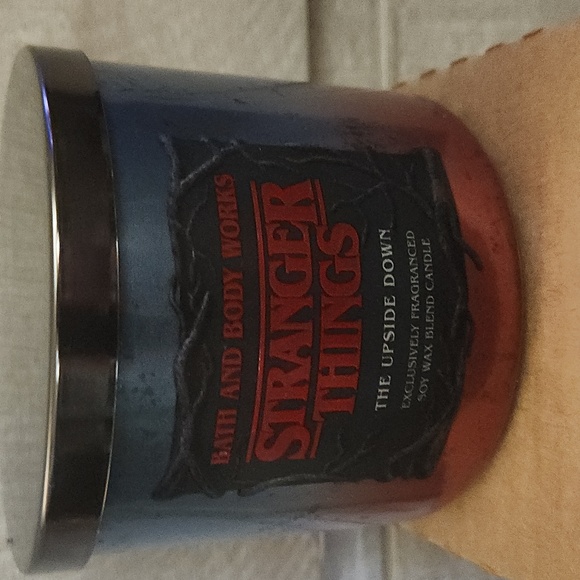 BATH AND BODY WORKS
STRANGER
THINGS
THE UPSIDE DOWN
EXCLUSIVELY FRAGRANCED
SOY WAX BLEND CANDLE